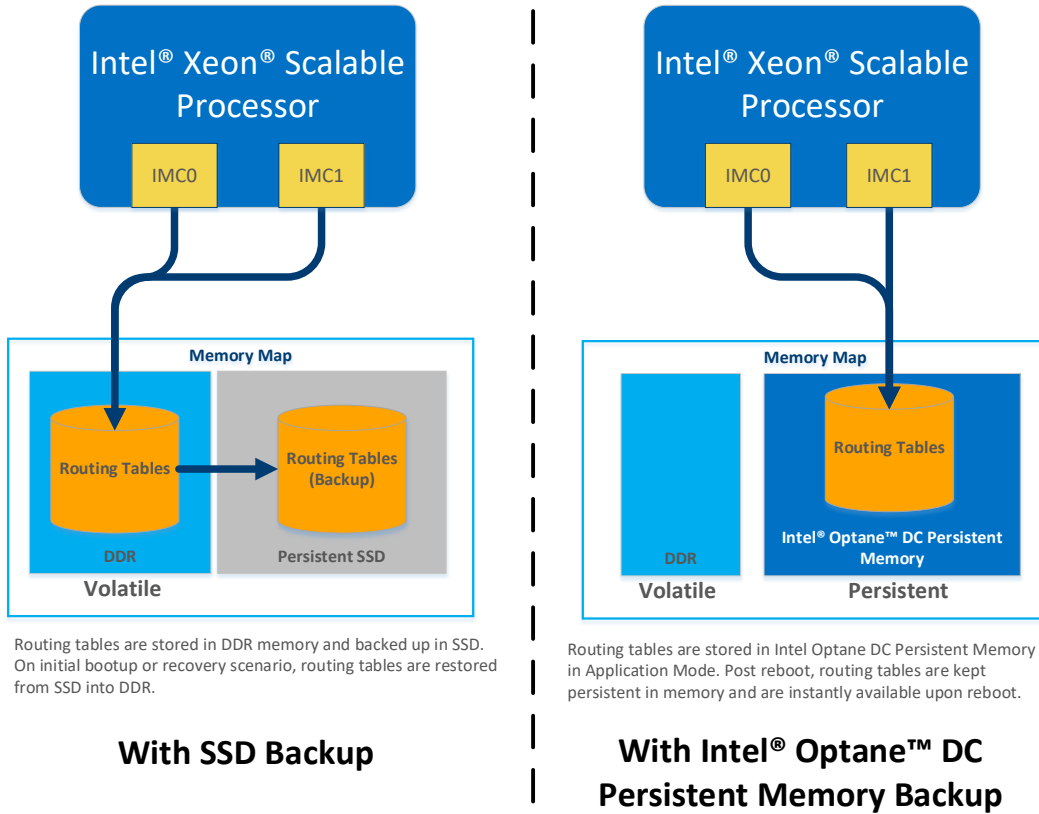 Intel® Xeon® Scalable
Processor
IMC0
IMC1
Memory Map
Routing Tables
Routing Tables
(Backup)
DDR
Persistent SSD
Volatile
Routing tables are stored in DDR memory and backed up in SSD.
On initial bootup or recovery scenario, routing tables are restored
from SSD into DDR.
With SSD Backup
Intel® Xeon® Scalable
Processor
IMC0
IMC1
Memory Map
Routing Tables
Intel® Optane™ DC Persistent
Memory
DDR
Volatile
Persistent
Routing tables are stored in Intel Optane DC Persistent Memory
in Application Mode. Post reboot, routing tables are kept
persistent in memory and are instantly available upon reboot.
With Intel® Optane™ DC
Persistent Memory Backup